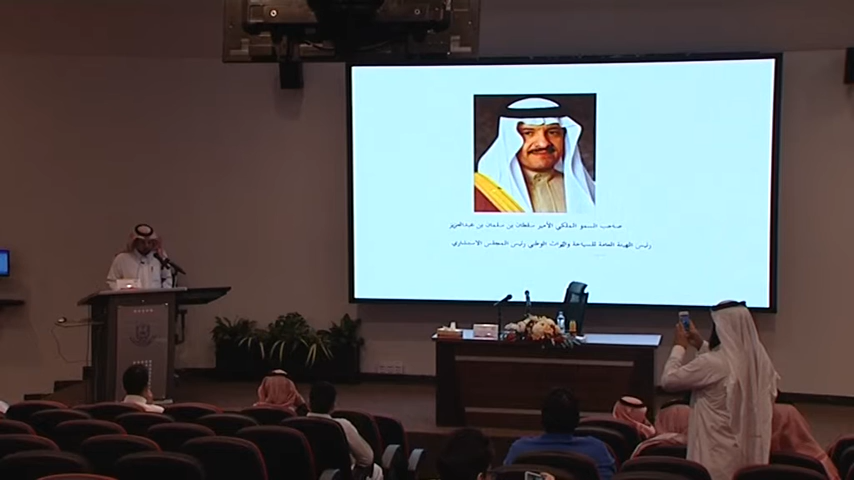 صاحب السمو الملكي الأمير سلطان بن سلمان بن عبدالعزيز
رئيس الهيئة العامة للسياحة والتراث الوطني رئيس المجلس الاستشاري